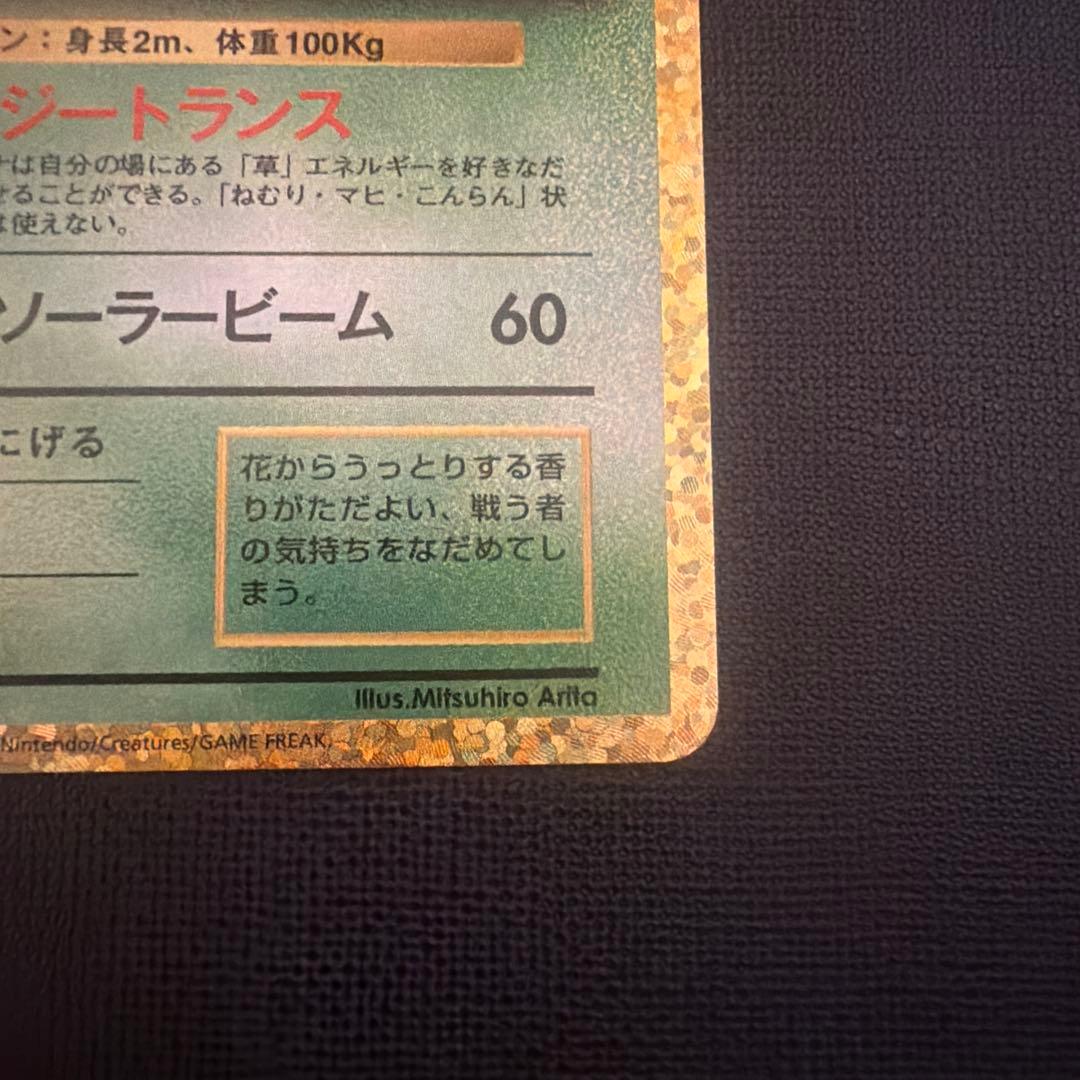 ン：身長2m、体重100Kg
ジートランス
は自分の場にある「草」エネルギーを好きなだ
せることができる。「ねむり・マヒ・こんらん」状
は使えない。
ソーラービーム 60
にげる
花からうっとりする香
りがただよい、戦う者
の気持ちをなだめてし
まう。
Illus.Mitsuhiro Arita
Nintendo/Creatures/GAME FREAK.